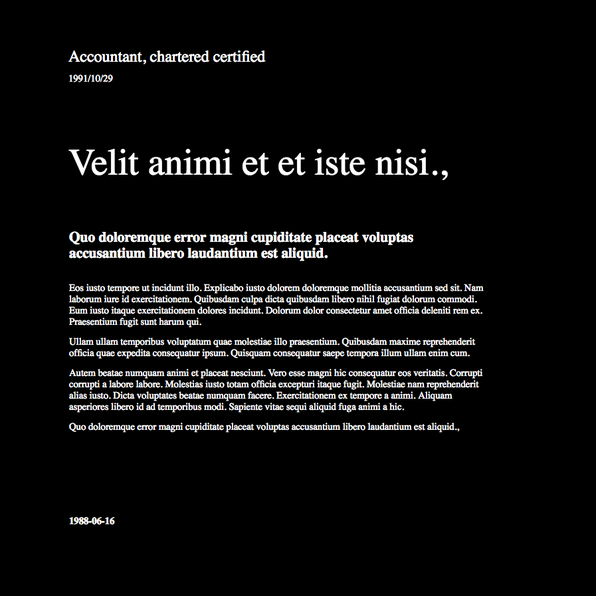 Accountant, chartered certified
1991/10/29
Velit animi et et iste nisi.,
Quo doloremque error magni cupiditate placeat voluptas
accusantium libero laudantium est aliquid.
Eos iusto tempore ut incidunt illo. Explicabo iusto dolorem doloremque mollitia accusantium sed sit. Nam
laborum iure id exercitationem. Quibusdam culpa dicta quibusdam libero nihil fugiat dolorum commodi.
Eum iusto itaque exercitationem dolores incidunt. Dolorum dolor consectetur amet officia deleniti rem ex.
Praesentium fugit sunt harum qui.
Ullam ullam temporibus voluptatum quae molestiae illo praesentium. Quibusdam maxime reprehenderit
officia quae expedita consequatur ipsum. Quisquam consequatur saepe tempora illum ullam enim cum.
Autem beatae numquam animi et placeat nesciunt. Vero esse magni hic consequatur eos veritatis. Corrupti
corrupti a labore labore. Molestias iusto totam officia excepturi itaque fugit. Molestiae nam reprehenderit
alias iusto. Dicta voluptates beatae numquam facere. Exercitationem ex tempore a animi. Aliquam
asperiores libero id ad temporibus modi. Sapiente vitae sequi aliquid fuga animi a hic.
Quo doloremque error magni cupiditate placeat voluptas accusantium libero laudantium est aliquid.,
1988-06-16